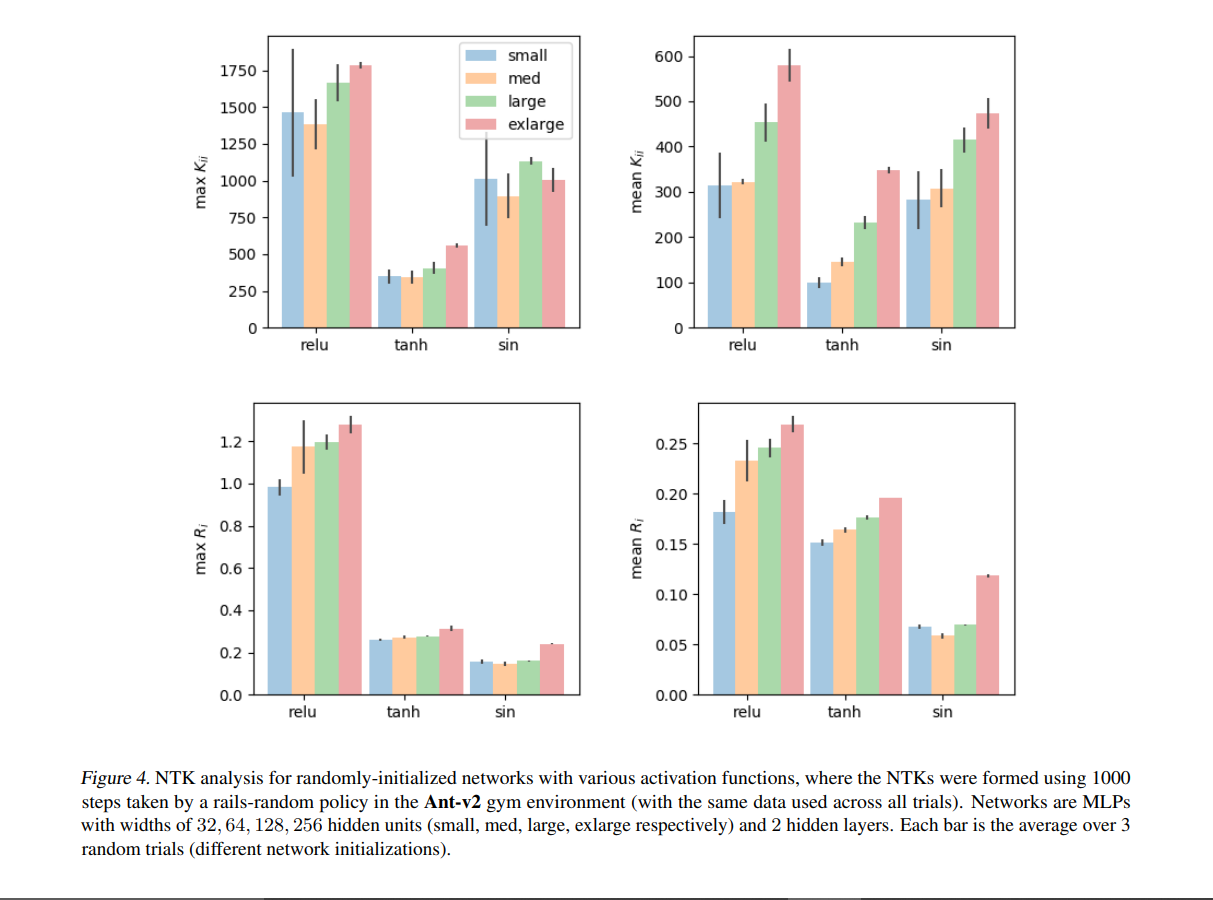 1750
1500
1250
1000
750
500
250
0
max Kii
relu tanh sin
small
med
large
exlarge
600
500
400
300
200
100
0
mean Kii
relu tanh sin
1.2
1.0
0.8
0.6
0.4
0.2
0.0
max Ri
relu tanh sin
0.25
0.20
0.15
0.10
0.05
0.00
mean Ri
relu tanh sin
Figure 4. NTK analysis for randomly-initialized networks with various activation functions, where the NTKs were formed using 1000
steps taken by a rails-random policy in the Ant-v2 gym environment (with the same data used across all trials). Networks are MLPs
with widths of 32, 64, 128, 256 hidden units (small, med, large, exlarge respectively) and 2 hidden layers. Each bar is the average over 3
random trials (different network initializations).